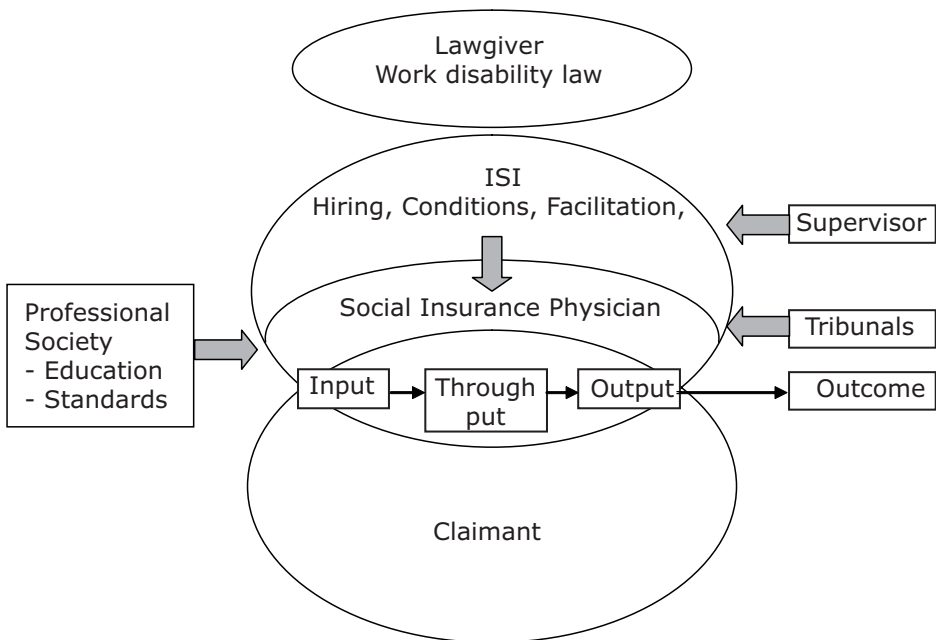 Lawgiver
Work disability law
ISI
Hiring, Conditions, Facilitation,
Supervisor
Social Insurance Physician
Tribunals
Professional
Society
- Education
- Standards
Input
Through
put
Output
Outcome
Claimant